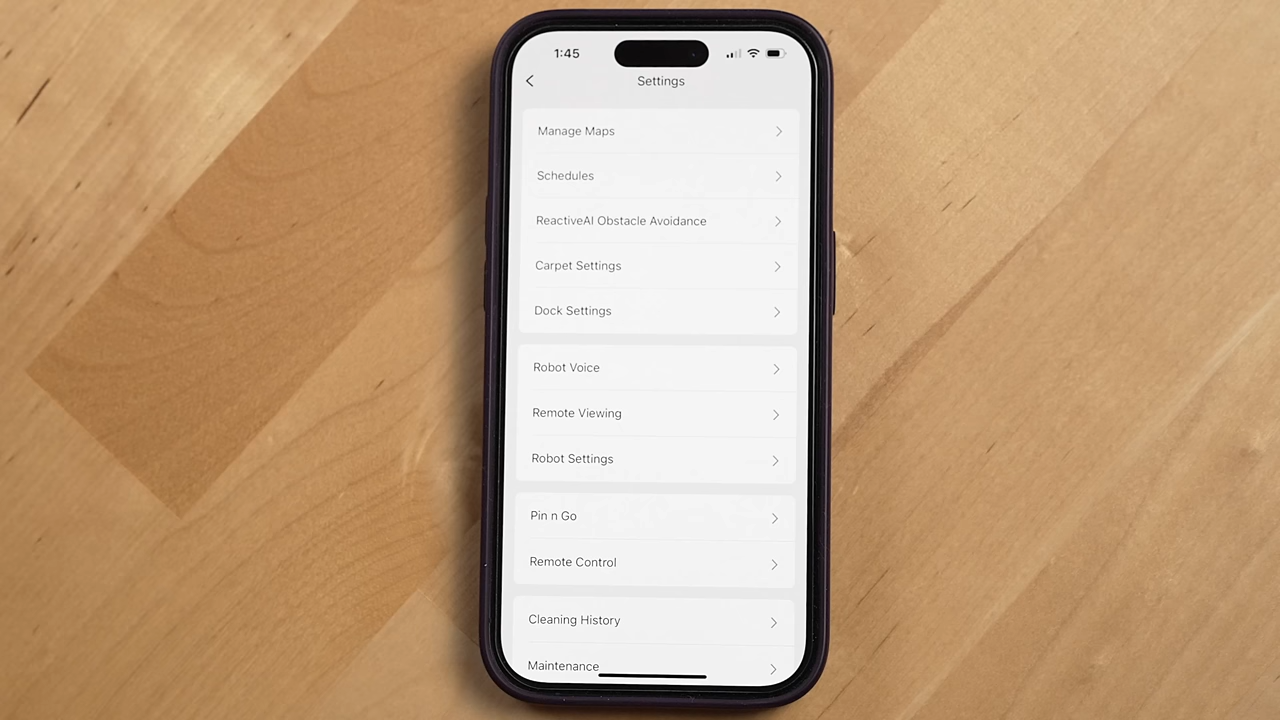 1:45
Settings
Manage Maps
Schedules
ReactiveAI Obstacle Avoidance
Carpet Settings
Dock Settings
Robot Voice
Remote Viewing
Robot Settings
Pin n Go
Remote Control
Cleaning History
Maintenance